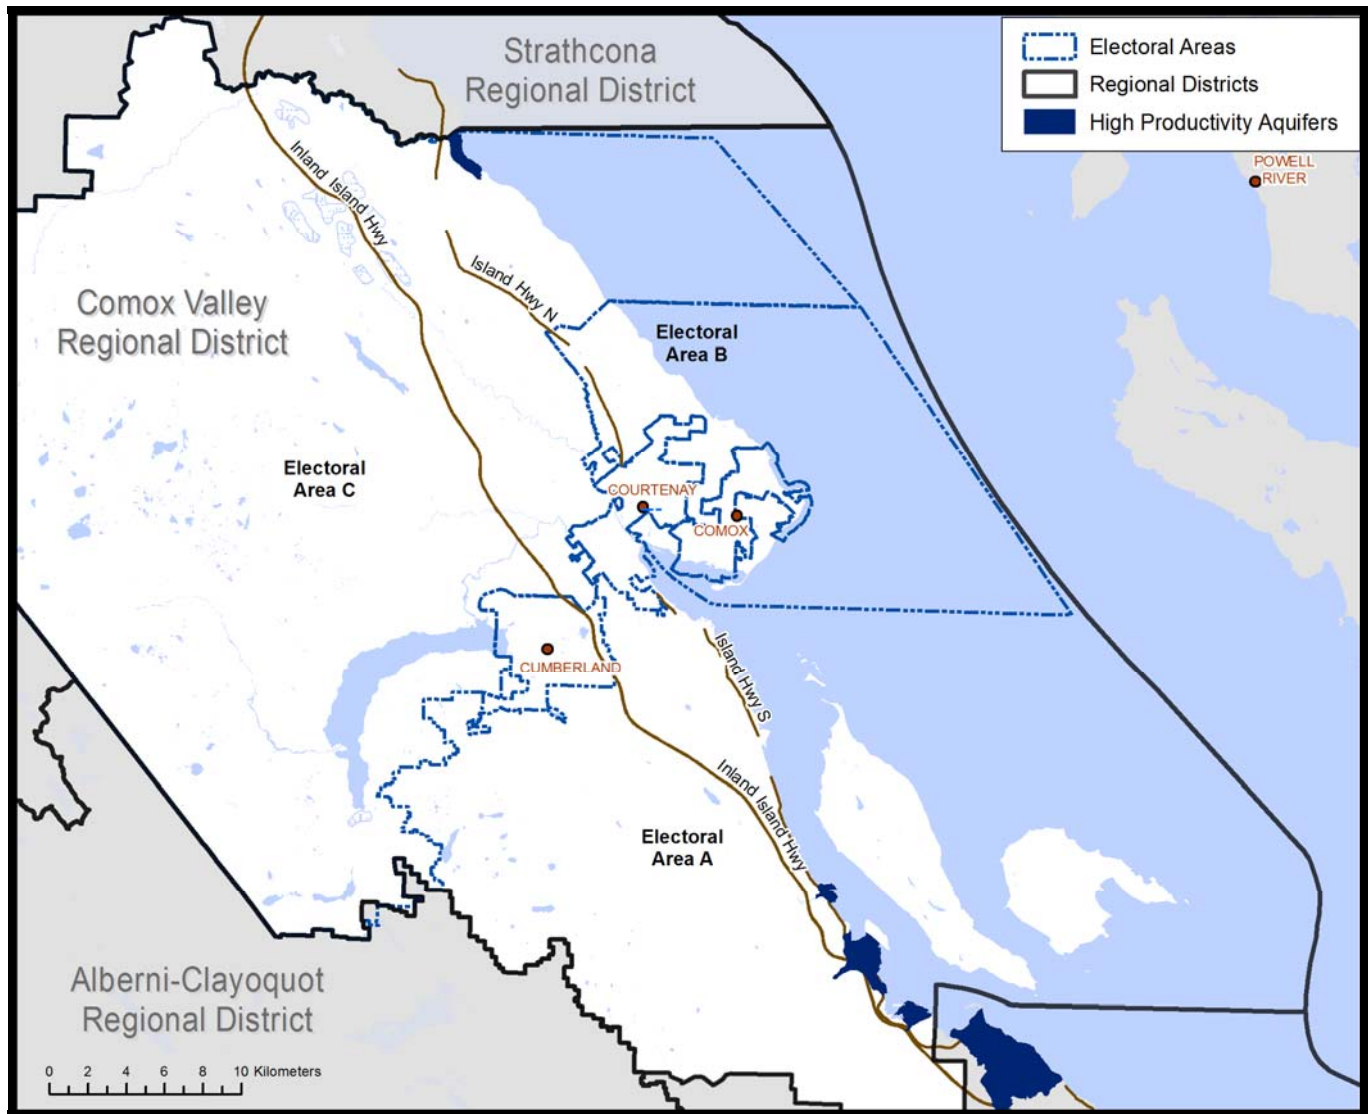 Strathcona
Regional District
Electoral Areas
Regional Districts
High Productivity Aquifers
POWELL
RIVER
Inland Island Hwy
Island Hwy N
Comox Valley
Regional District
Electoral
Area B
Electoral
Area C
COURTENAY
COMOX
CUMBERLAND
Island Hwy S
Inland Island Hwy
Electoral
Area A
Alberni-Clayoquot
Regional District
0 2 4 6 8 10 Kilometers